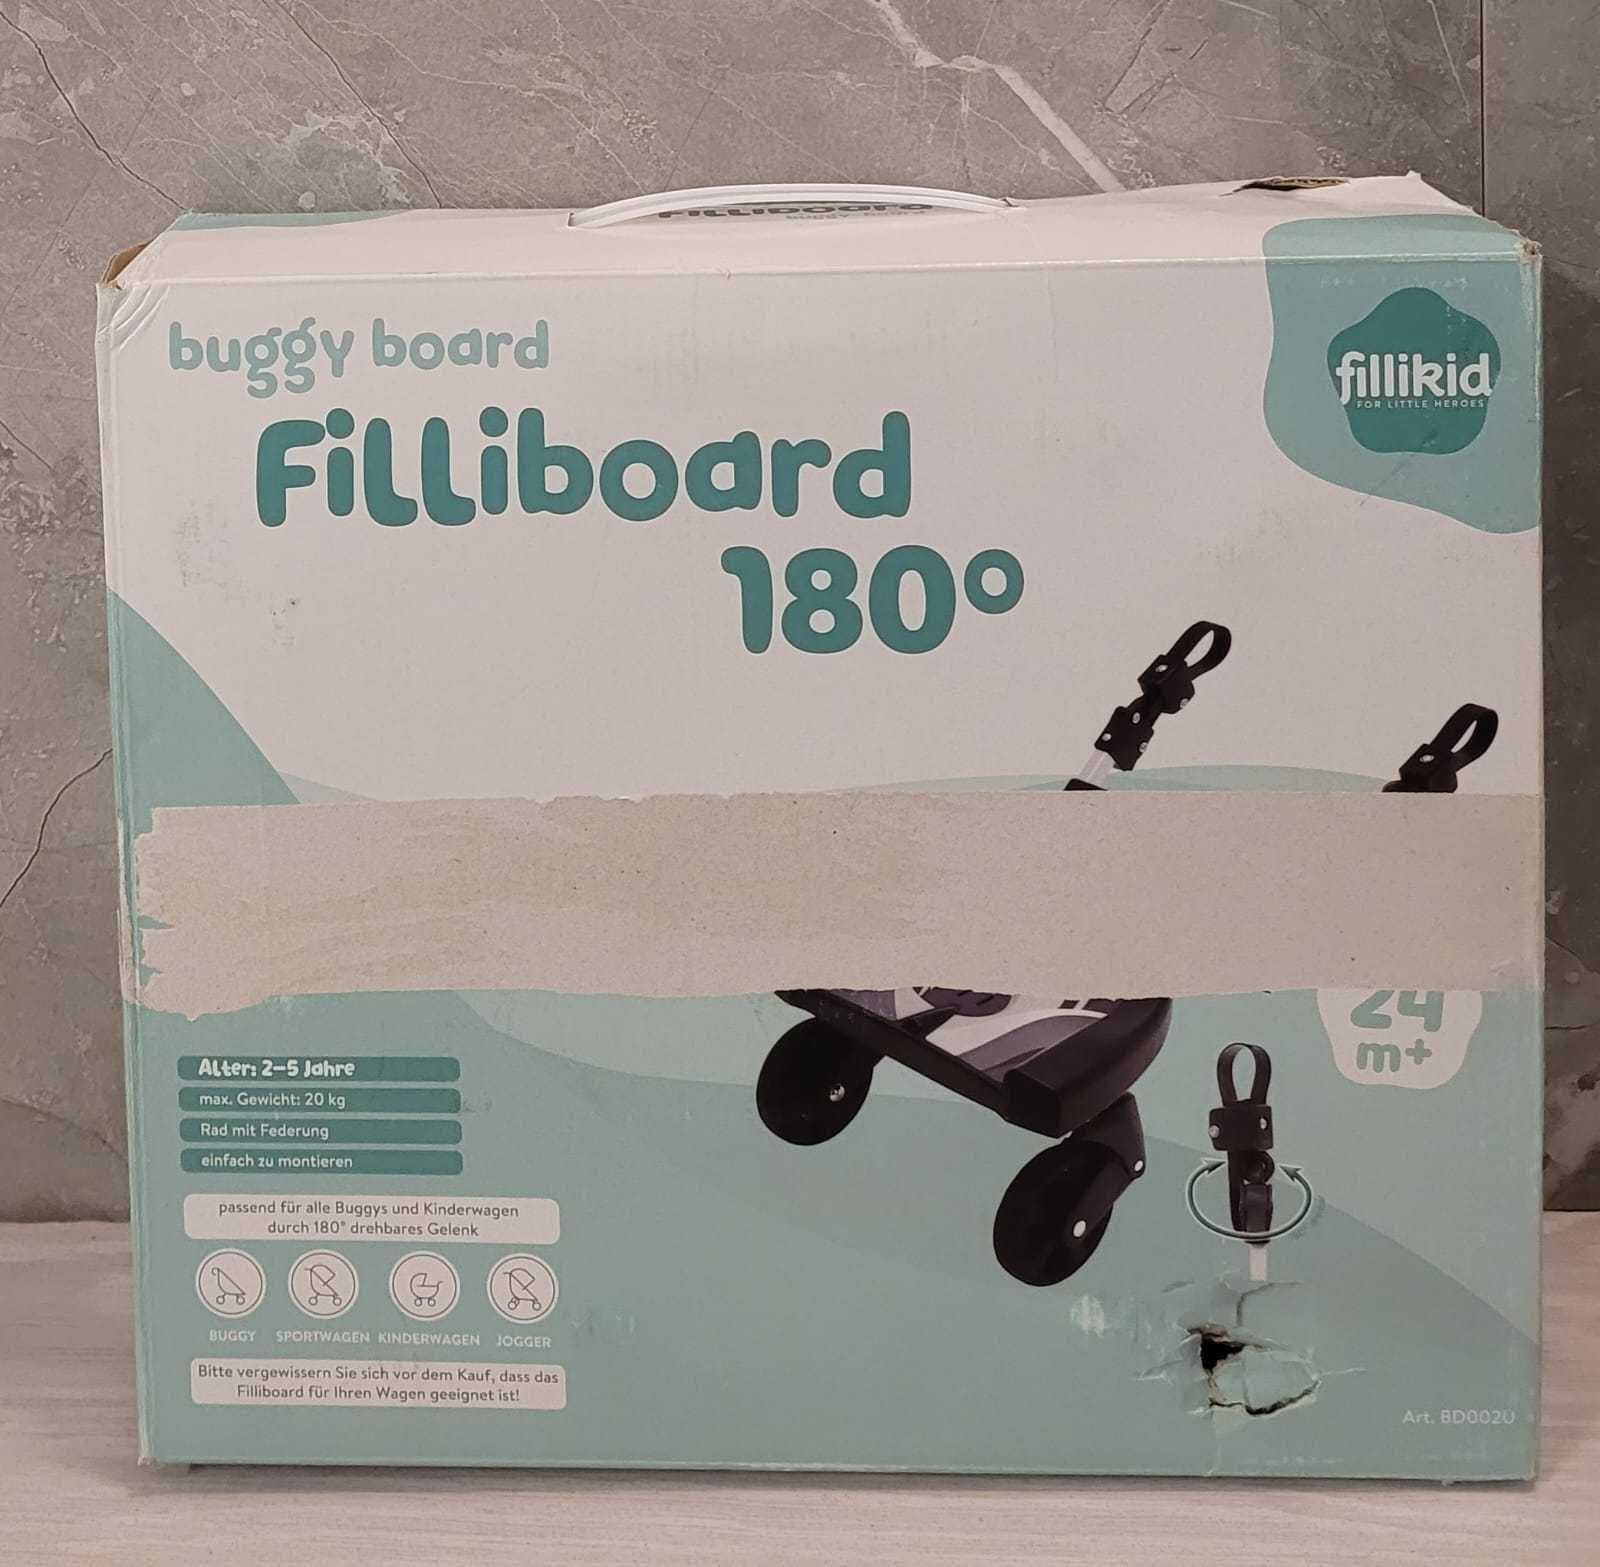 Filliboard
buggy board
buggy board
Filliboard
180°
fillikid
FOR LITTLE HEROES
24
m+
Alter: 2-5 Jahre
max. Gewicht: 20 kg
Rad mit Federung
einfach zu montieren
passend für alle Buggys und Kinderwagen
durch 180° drehbares Gelenk
BUGGY SPORTWAGEN KINDERWAGEN JOGGER
Bitte vergewissern Sie sich vor dem Kauf, dass das
Filliboard für Ihren Wagen geeignet ist!
Art. BD002U